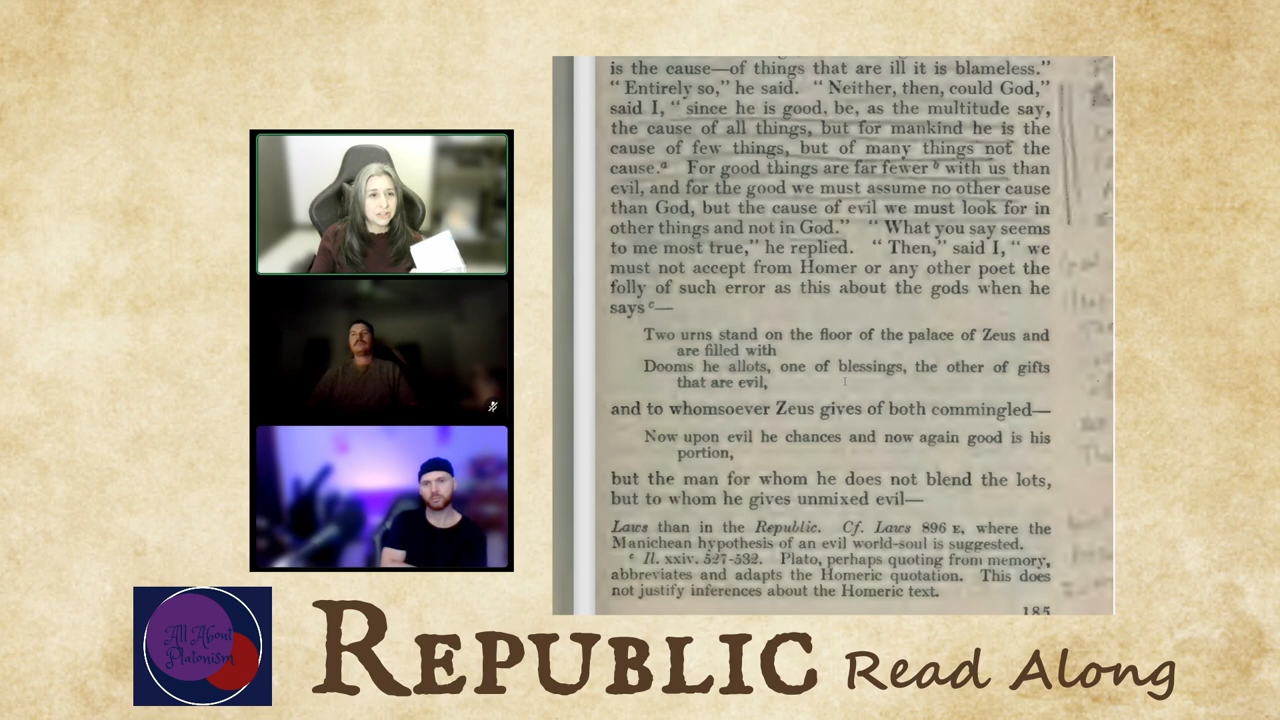 is the cause—of things that are ill it is blameless.”
“ Entirely so,” he said. “ Neither, then, could God,”
said I, “ since he is good, be, as the multitude say,
the cause of all things, but for mankind he is the
cause of few things, but of many things not the
cause.ᵃ For good things are far fewer ᵇ with us than
evil, and for the good we must assume no other cause
than God, but the cause of evil we must look for in
other things and not in God.” “ What you say seems
to me most true,” he replied. “ Then,” said I, “ we
must not accept from Homer or any other poet the
folly of such error as this about the gods when he
says ᶜ—
Two urns stand on the floor of the palace of Zeus and
are filled with
Dooms he allots, one of blessings, the other of gifts
that are evil,
and to whomsoever Zeus gives of both commingled—
Now upon evil he chances and now again good is his
portion,
but the man for whom he does not blend the lots,
but to whom he gives unmixed evil—
Laws than in the Republic. Cf. Laws 896 E, where the
Manichean hypothesis of an evil world-soul is suggested.
ᶜ Il. xxiv. 527-532. Plato, perhaps quoting from memory,
abbreviates and adapts the Homeric quotation. This does
not justify inferences about the Homeric text.
185
All About
Platonism
REPUBLIC Read Along